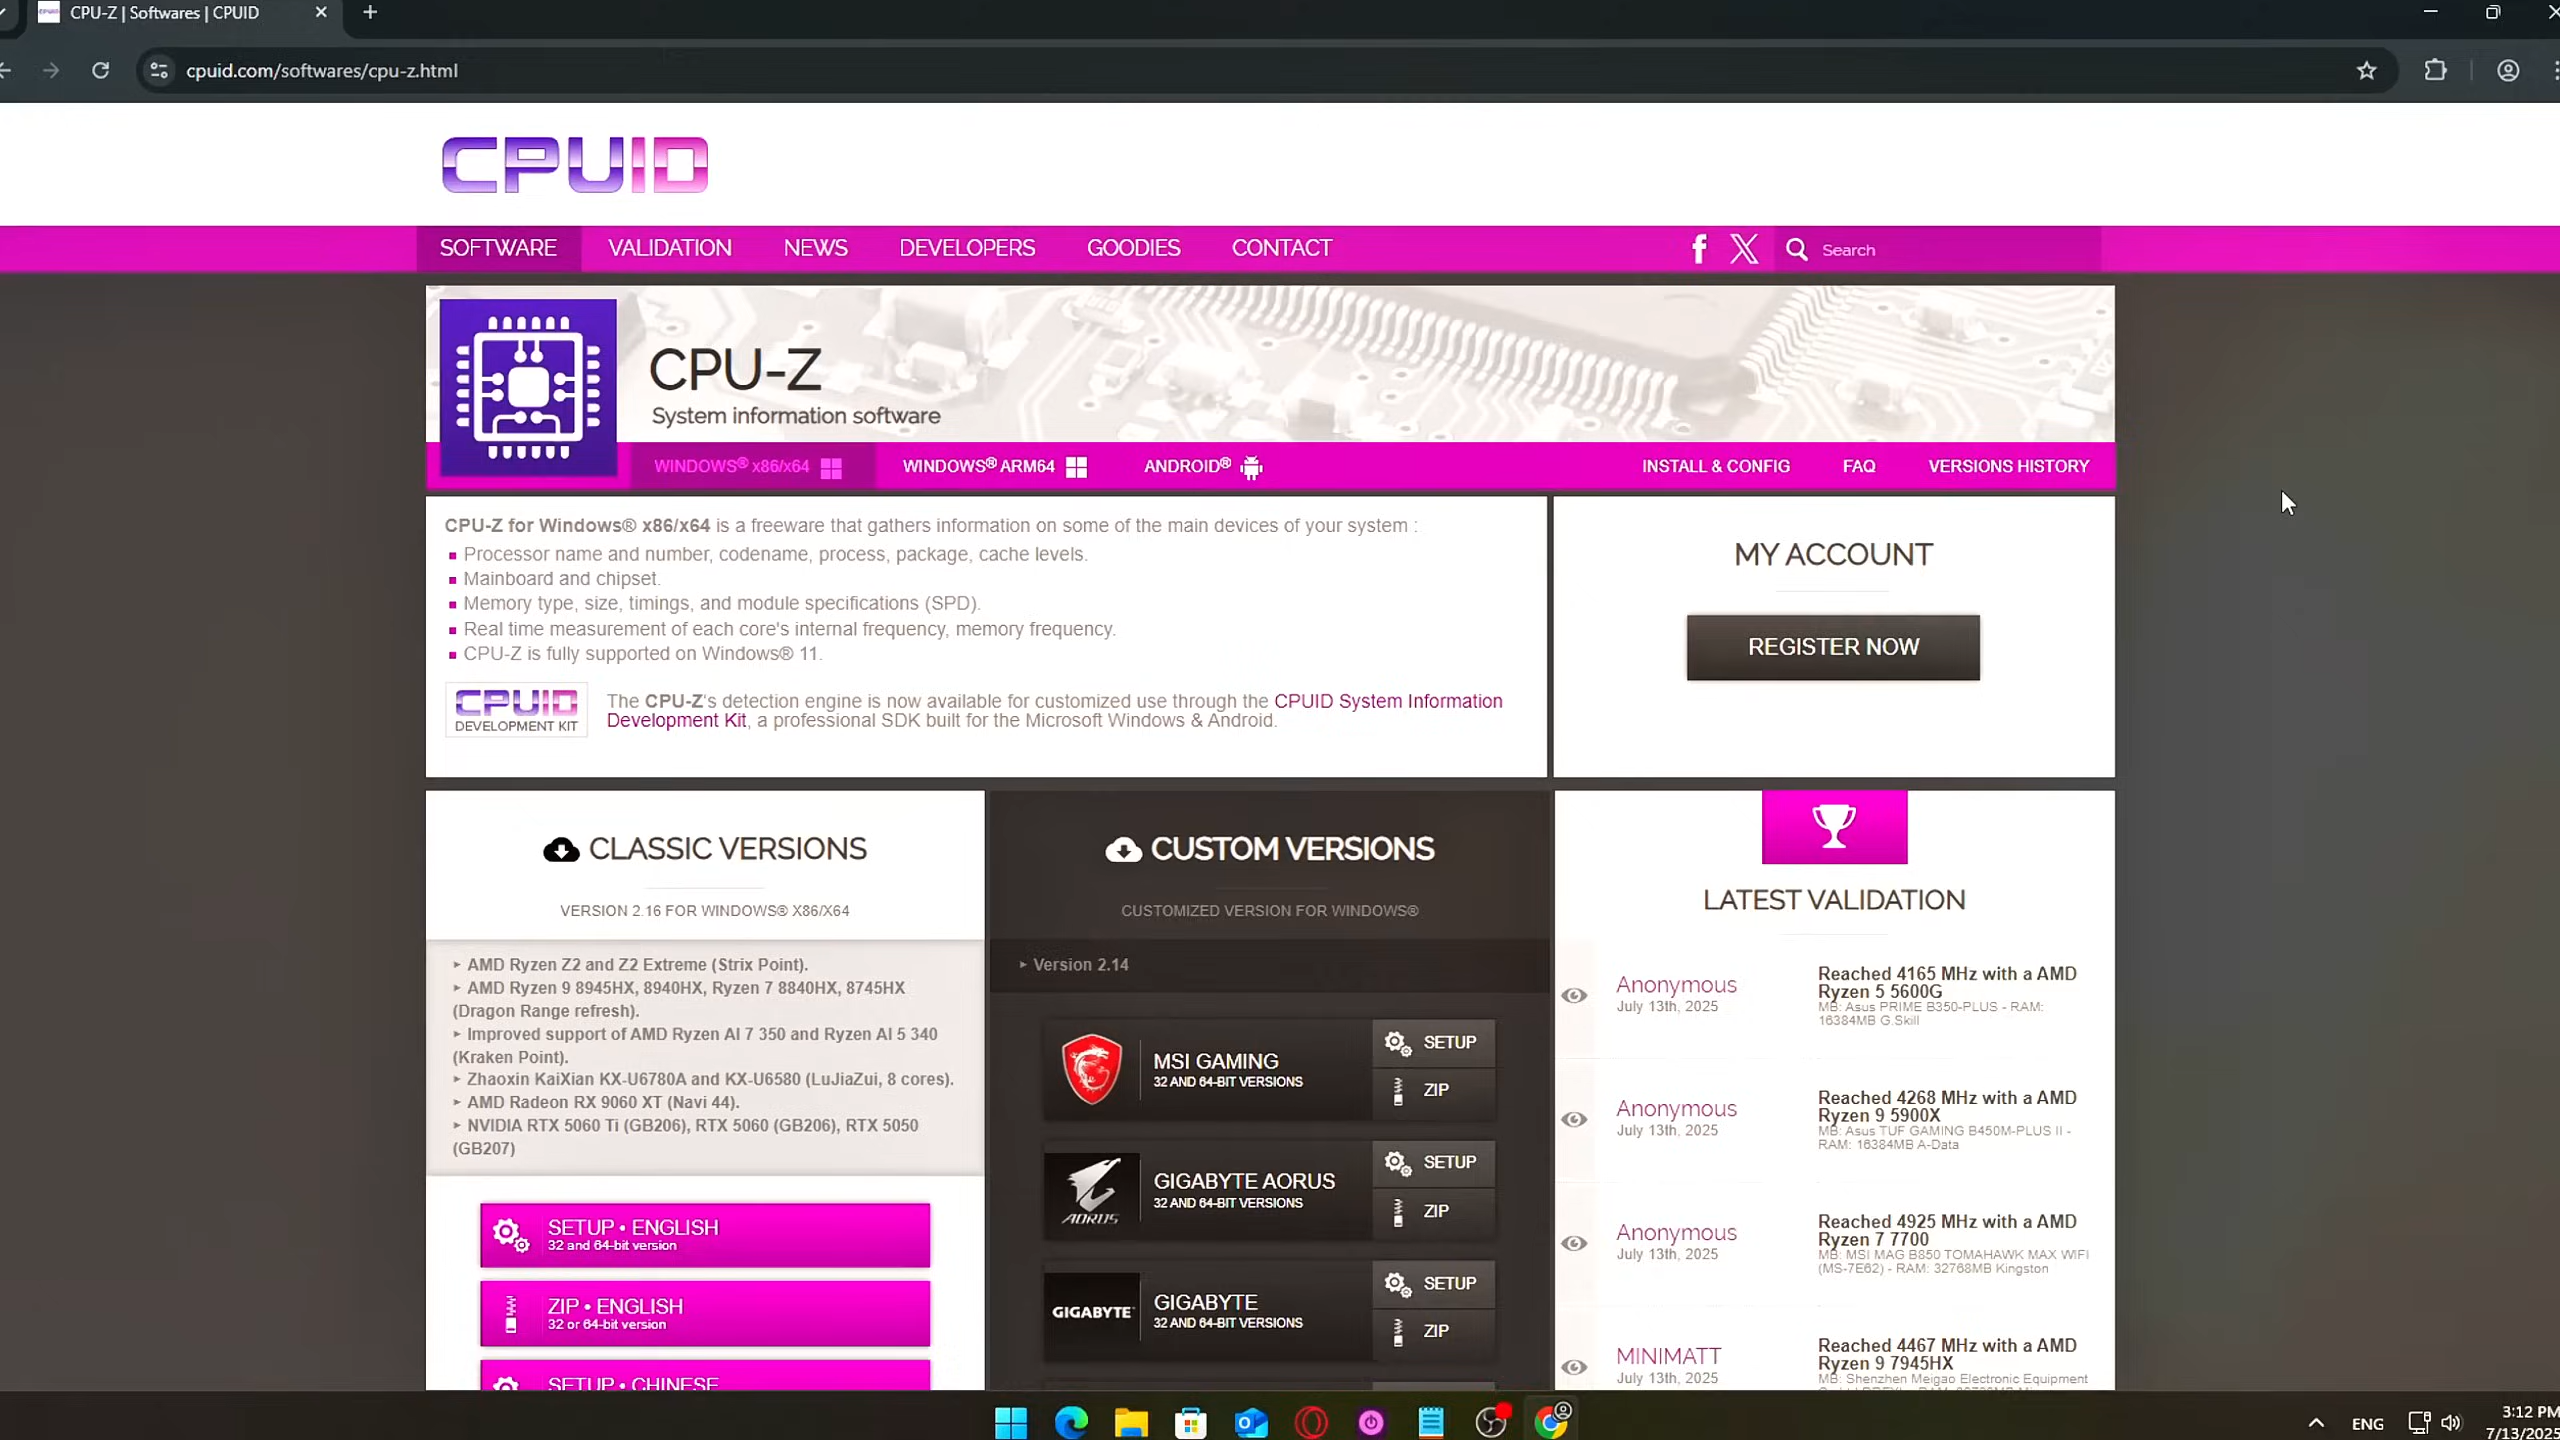 CPU-Z | Softwares | CPUID
cpuid.com/softwares/cpu-z.html
CPUID
SOFTWARE VALIDATION NEWS DEVELOPERS GOODIES CONTACT
Search
CPU-Z
System information software
WINDOWS® x86/x64 WINDOWS® ARM64 ANDROID® INSTALL & CONFIG FAQ VERSIONS HISTORY
CPU-Z for Windows® x86/x64 is a freeware that gathers information on some of the main devices of your system :
Processor name and number, codename, process, package, cache levels.
Mainboard and chipset.
Memory type, size, timings, and module specifications (SPD).
Real time measurement of each core's internal frequency, memory frequency.
CPU-Z is fully supported on Windows® 11.
CPUID
DEVELOPMENT KIT
The CPU-Z's detection engine is now available for customized use through the CPUID System Information
Development Kit, a professional SDK built for the Microsoft Windows & Android.
MY ACCOUNT
REGISTER NOW
CLASSIC VERSIONS
VERSION 2.16 FOR WINDOWS® X86/X64
AMD Ryzen Z2 and Z2 Extreme (Strix Point).
AMD Ryzen 9 8945HX, 8940HX, Ryzen 7 8840HX, 8745HX
(Dragon Range refresh).
Improved support of AMD Ryzen AI 7 350 and Ryzen AI 5 340
(Kraken Point).
Zhaoxin KaiXian KX-U6780A and KX-U6580 (LuJiaZui, 8 cores).
AMD Radeon RX 9060 XT (Navi 44).
NVIDIA RTX 5060 Ti (GB206), RTX 5060 (GB206), RTX 5050
(GB207)
SETUP • ENGLISH
32 and 64-bit version
ZIP • ENGLISH
32 or 64-bit version
SETUP • CHINESE
CUSTOM VERSIONS
CUSTOMIZED VERSION FOR WINDOWS®
Version 2.14
MSI GAMING
32 AND 64-BIT VERSIONS
SETUP
ZIP
AORUS
GIGABYTE AORUS
32 AND 64-BIT VERSIONS
SETUP
ZIP
GIGABYTE
GIGABYTE
32 AND 64-BIT VERSIONS
SETUP
ZIP
LATEST VALIDATION
Anonymous
July 13th, 2025
Reached 4165 MHz with a AMD
Ryzen 5 5600G
MB: Asus PRIME B350-PLUS - RAM:
16384MB G.Skill
Anonymous
July 13th, 2025
Reached 4268 MHz with a AMD
Ryzen 9 5900X
MB: Asus TUF GAMING B450M-PLUS II -
RAM: 16384MB A-Data
Anonymous
July 13th, 2025
Reached 4925 MHz with a AMD
Ryzen 7 7700
MB: MSI MAG B850 TOMAHAWK MAX WIFI
(MS-7E62) - RAM: 32768MB Kingston
MINIMATT
July 13th, 2025
Reached 4467 MHz with a AMD
Ryzen 9 7945HX
MB: Shenzhen Meigao Electronic Equipment
ENG
3:12 PM
7/13/2025